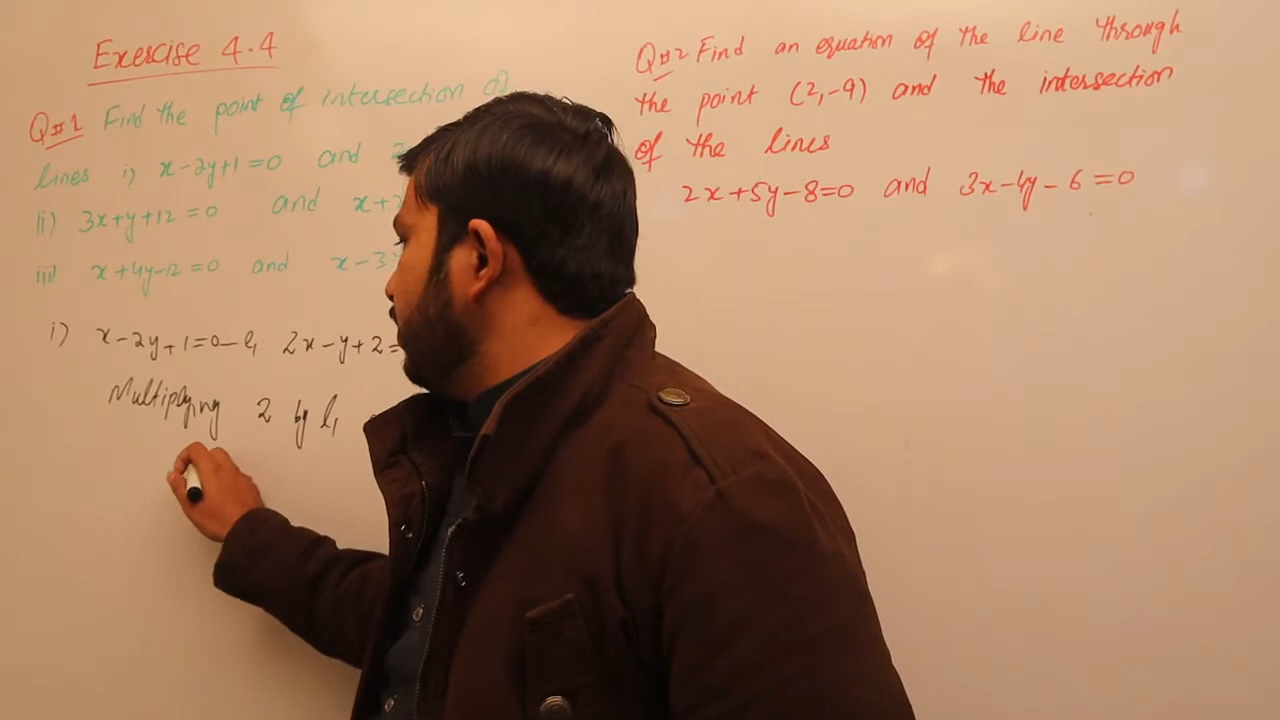 Exercise 4.4
Q#1 Find the point of intersection of
lines i) x-2y+1=0 and 2
ii) 3x+y+12=0 and x+2
iii) x+4y-12=0 and x-3
i) x-2y+1=0-l₁ 2x-y+2=
Multiplying 2 by l₁
Q#2 Find an equation of the line through
the point (2,-9) and the intersection
of the lines
2x+5y-8=0 and 3x-4y-6=0